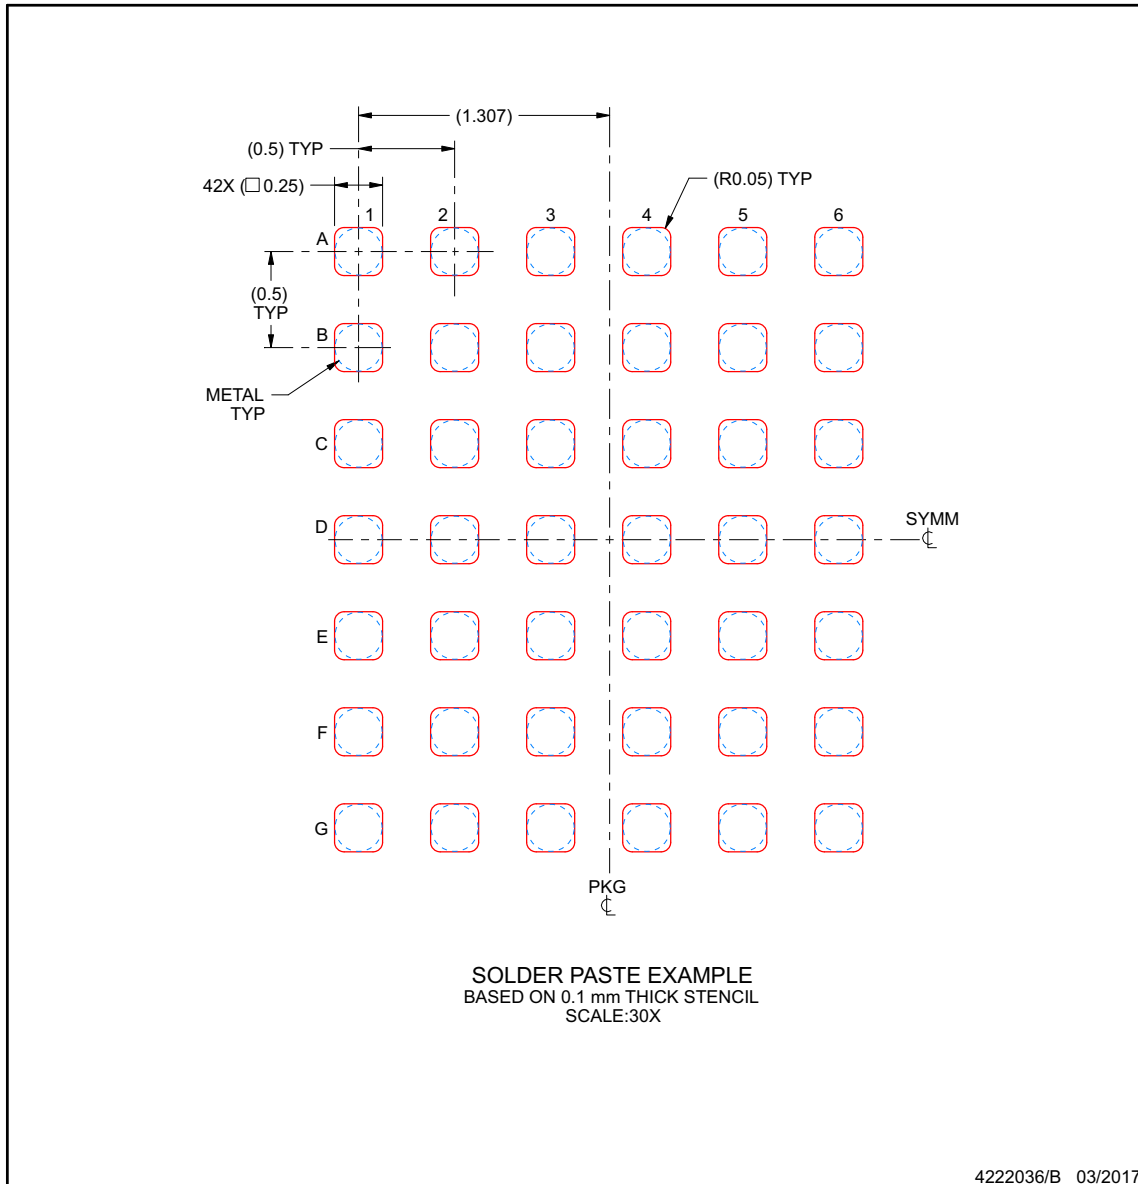 (1.307)
(0.5) TYP
42X (□ 0.25)
(R0.05) TYP
1 2 3 4 5 6
A
(0.5)
TYP
B
METAL
TYP
C
D
SYMM
℄
E
F
G
PKG
℄
SOLDER PASTE EXAMPLE
BASED ON 0.1 mm THICK STENCIL
SCALE:30X
4222036/B 03/2017